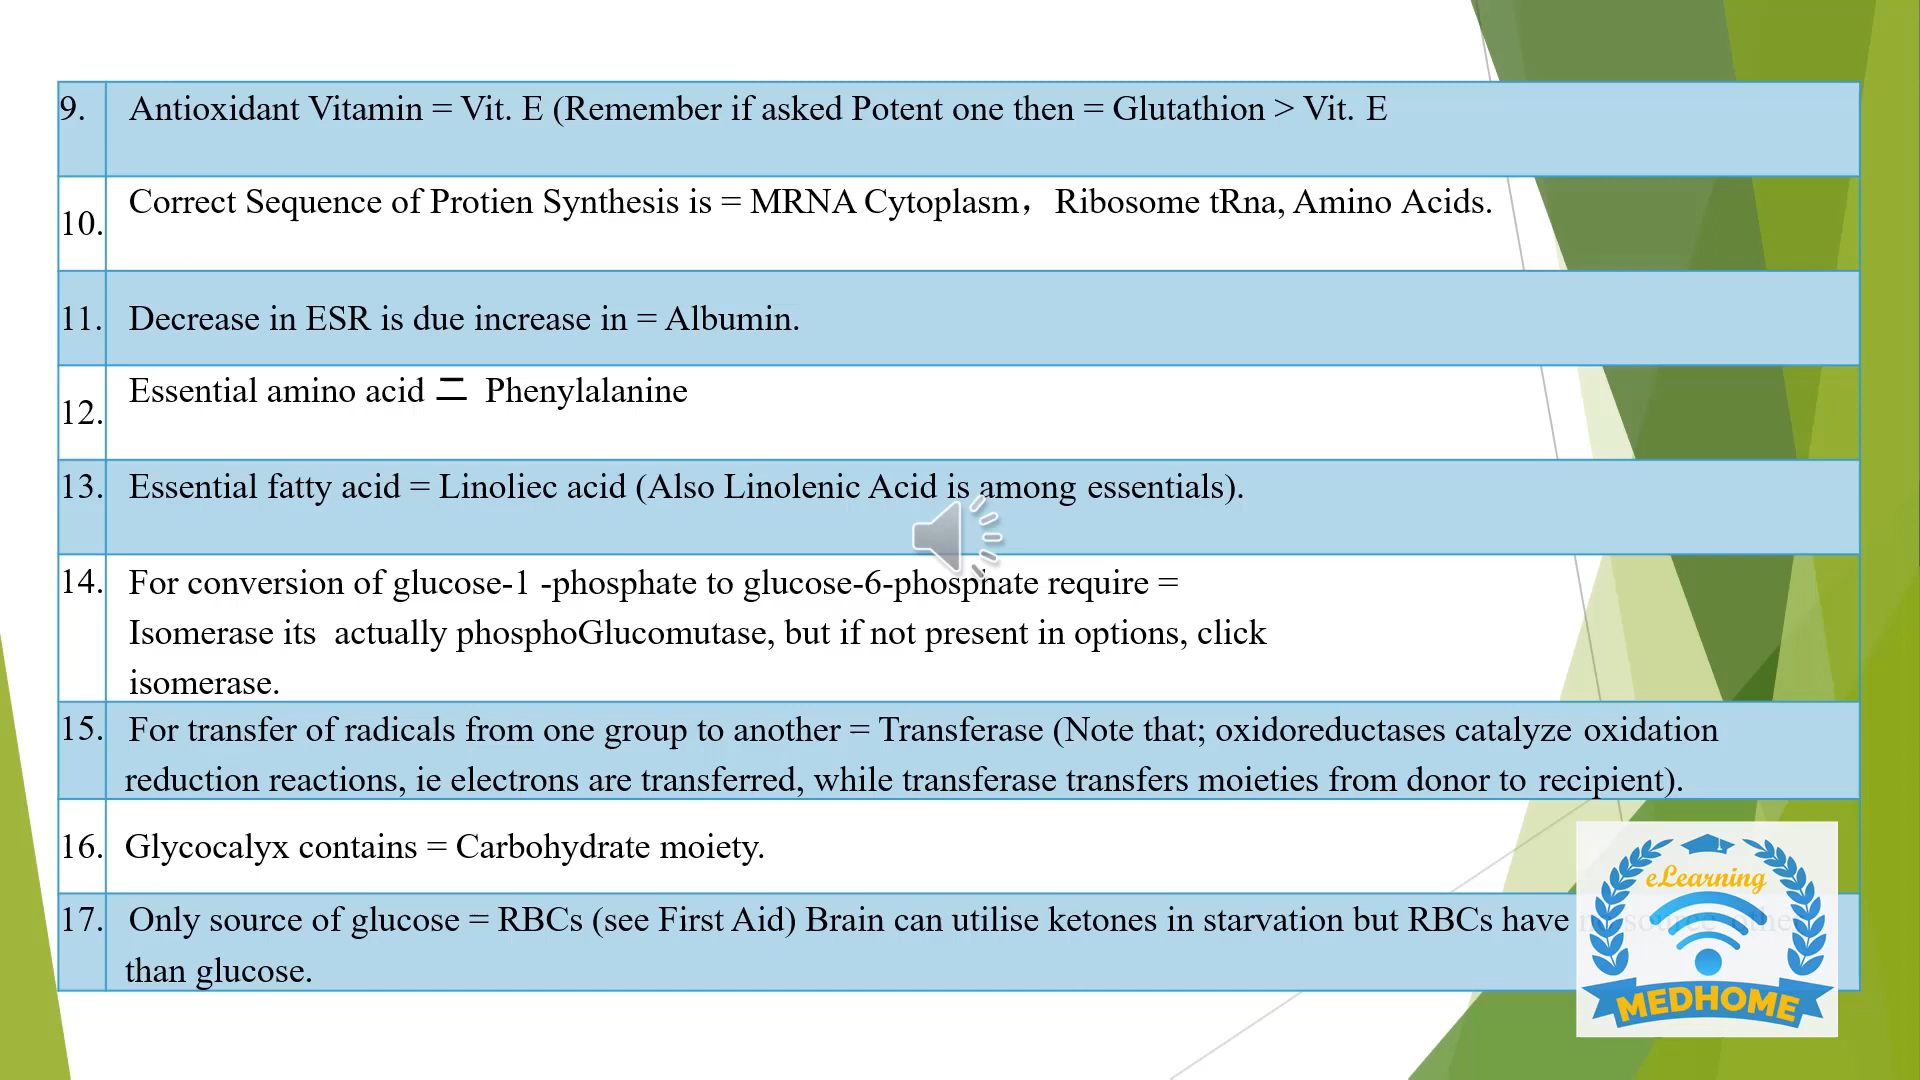 9. Antioxidant Vitamin = Vit. E (Remember if asked Potent one then = Glutathion > Vit. E
10. Correct Sequence of Protien Synthesis is = MRNA Cytoplasm，Ribosome tRna, Amino Acids.
11. Decrease in ESR is due increase in = Albumin.
12. Essential amino acid 二 Phenylalanine
13. Essential fatty acid = Linoliec acid (Also Linolenic Acid is among essentials).
14. For conversion of glucose-1 -phosphate to glucose-6-phosphate require =
Isomerase its actually phosphoGlucomutase, but if not present in options, click
isomerase.
15. For transfer of radicals from one group to another = Transferase (Note that; oxidoreductases catalyze oxidation
reduction reactions, ie electrons are transferred, while transferase transfers moieties from donor to recipient).
16. Glycocalyx contains = Carbohydrate moiety.
17. Only source of glucose = RBCs (see First Aid) Brain can utilise ketones in starvation but RBCs have no source other
than glucose.
eLearning
MEDHOME